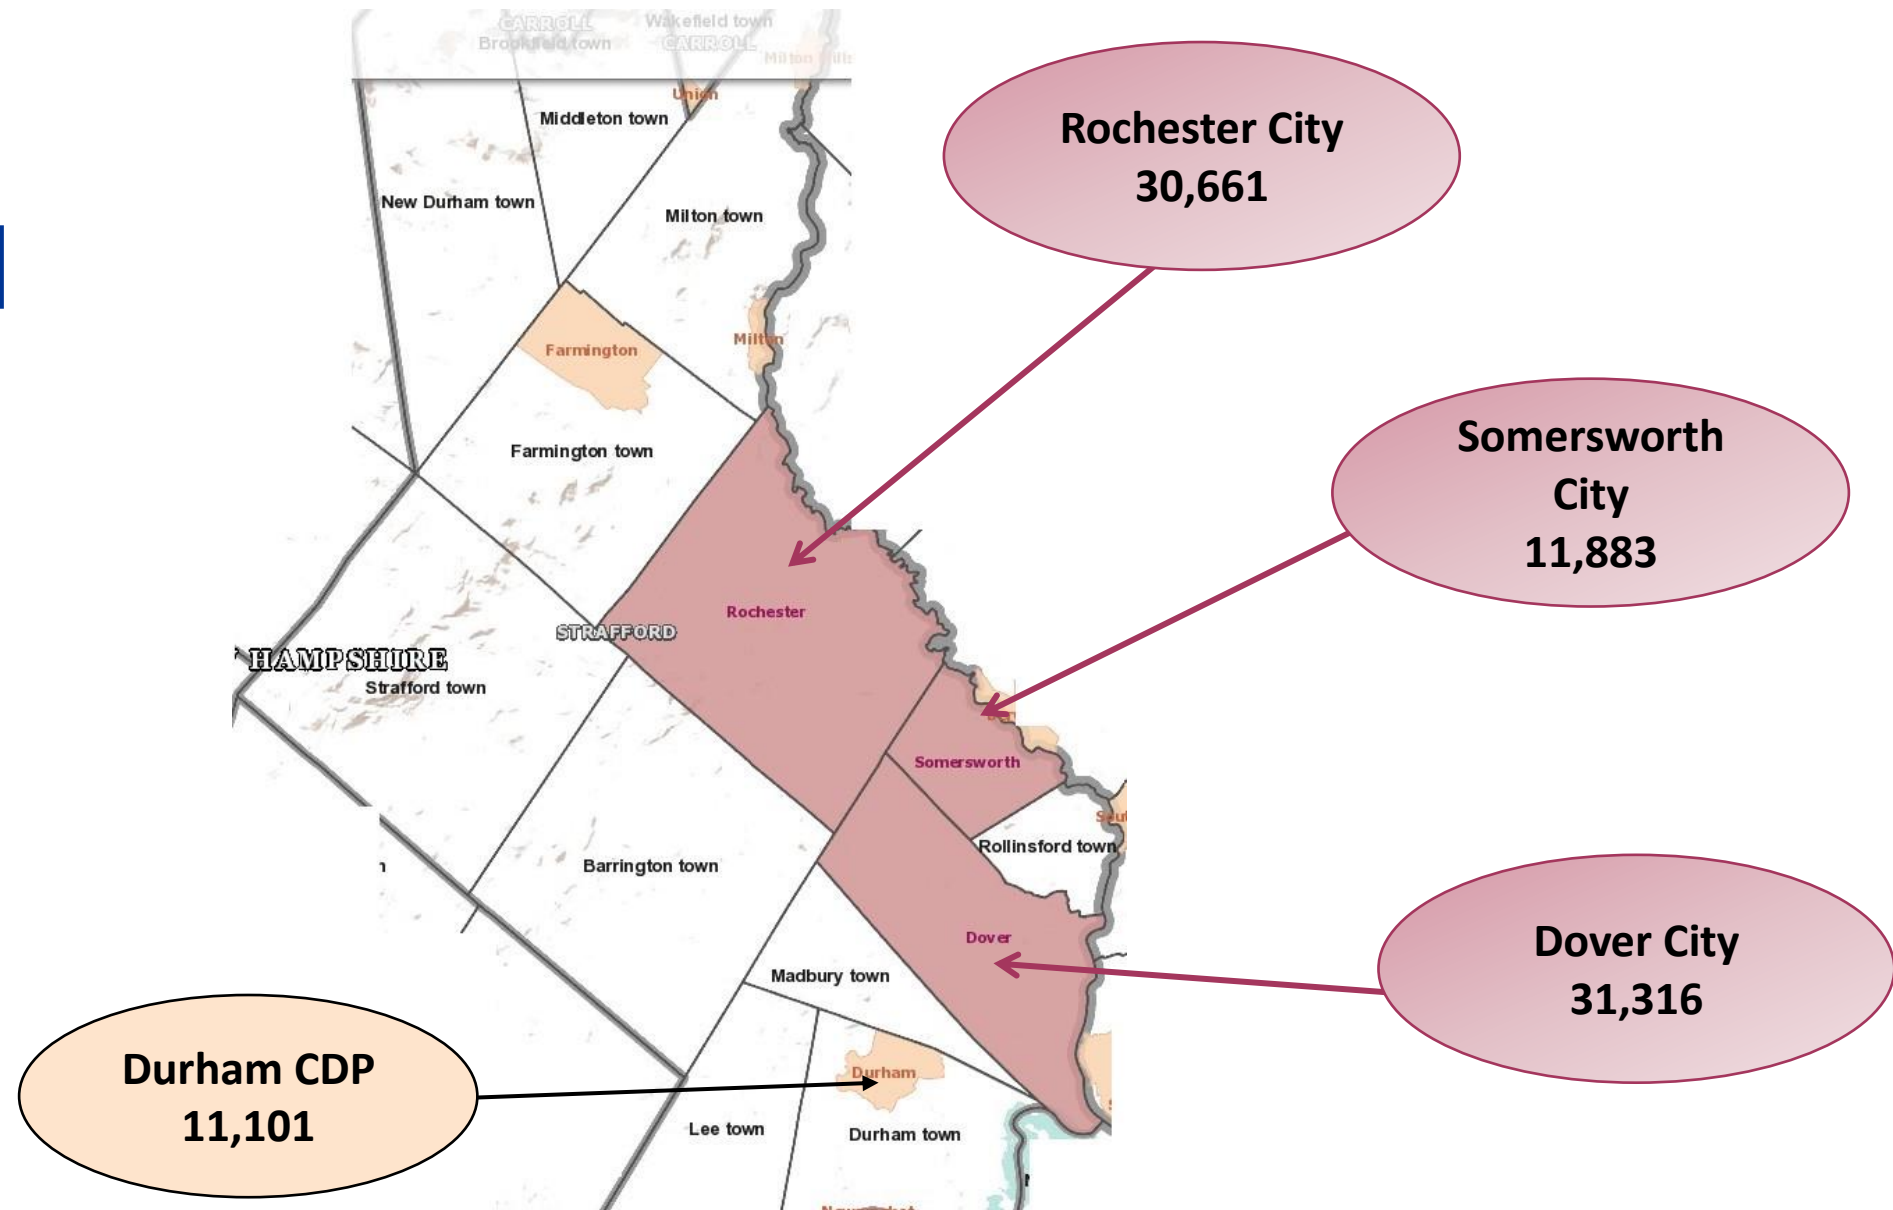 CARROLL
Wakefield town
Brookfield town
CARROLL
Milton Mills
Union
Middleton town
New Durham town
Milton town
Rochester City
30,661
Milton
Farmington
Farmington town
Somersworth
City
11,883
Rochester
STRAFFORD
HAMPSHIRE
Strafford town
Somersworth
Rollinsford town
Barrington town
Dover
Dover City
31,316
Madbury town
Durham CDP
11,101
Durham
Lee town
Durham town